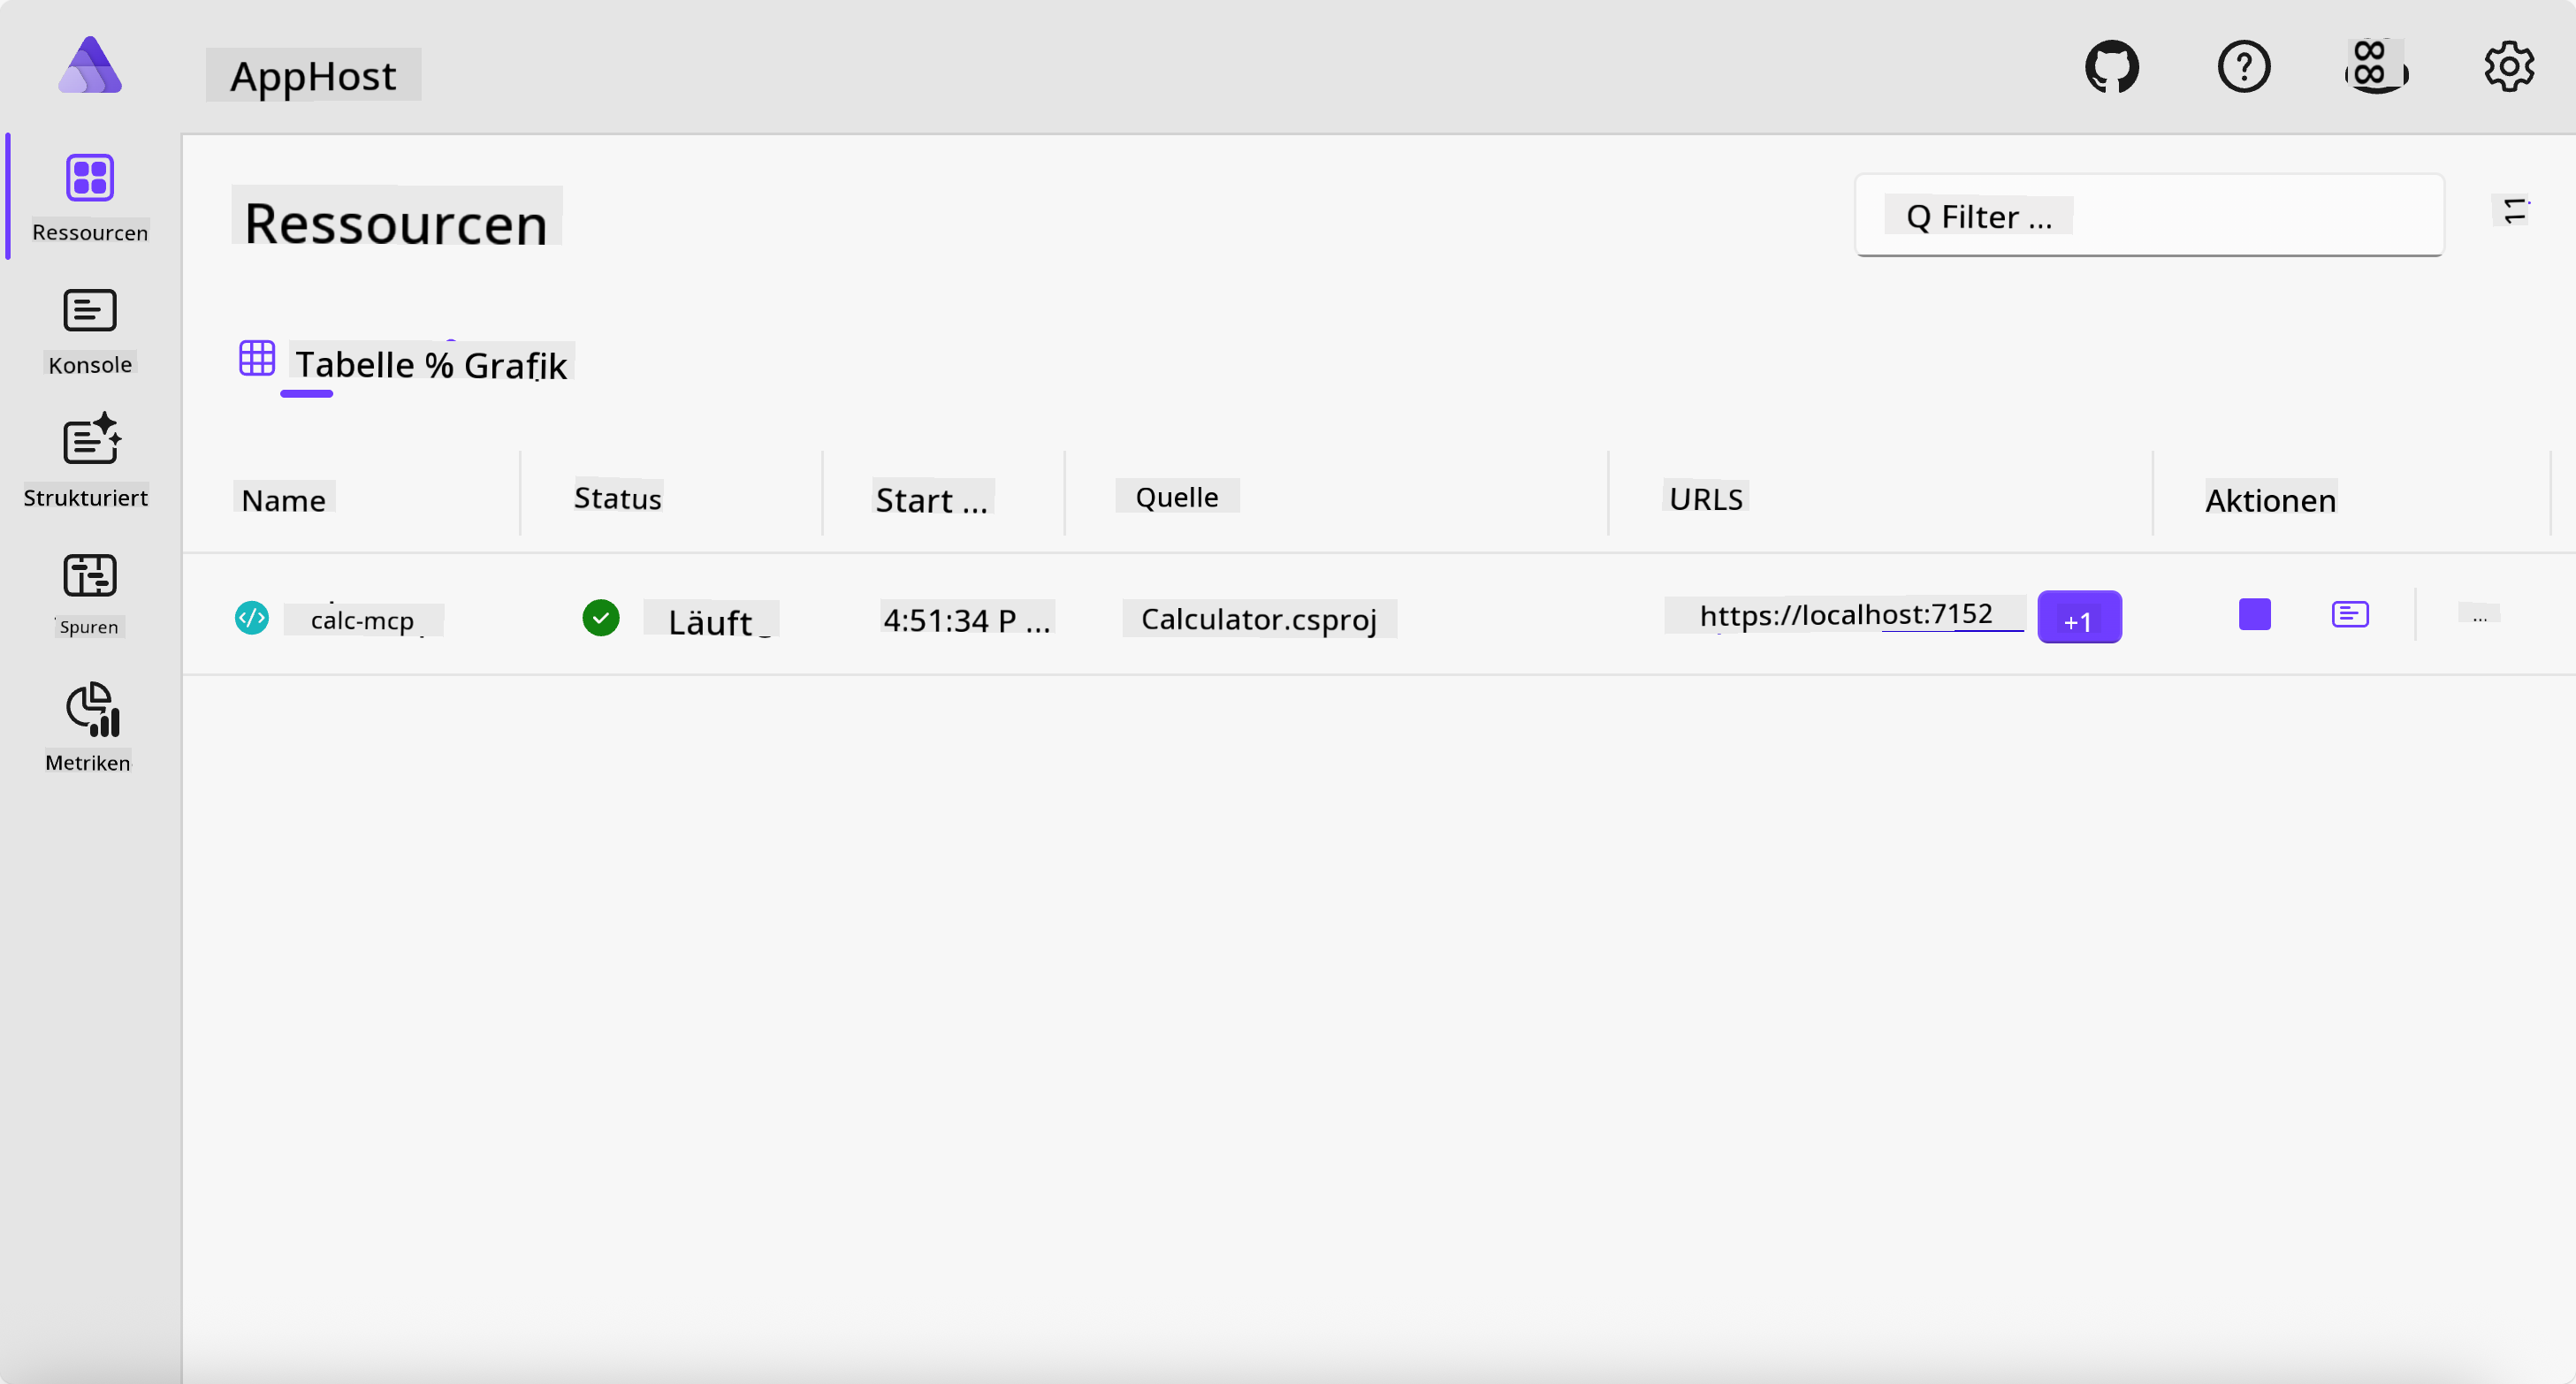 AppHost
Ressourcen
Q Filter ...
11
Ressourcen
Konsole
Strukturiert
Spuren
Metriken
Tabelle % Grafik
Name Status Start ... Quelle URLS Aktionen
calc-mcp Läuft 4:51:34 P ... Calculator.csproj https://localhost:7152 +1 ...